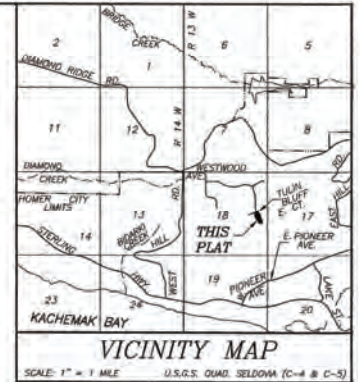 2
BRIDGE CREEK
1
R 13 W
6
5
DIAMOND RIDGE RD.
11
12
R 14 W
7
8
RD.
WESTWOOD AVE.
DIAMOND CREEK
HOMER CITY LIMITS
13
RD.
18
TULIN BLUFF E. CT.
17
EAST HILL
THIS PLAT
STERLING HWY
14
HILL
WEST
19
E. PIONEER AVE.
PIONEER AVE.
LAKE ST
23
24
20
KACHEMAK BAY
VICINITY MAP
SCALE: 1" = 1 MILE
U.S.G.S. QUAD. SELDOVIA (C-4 & C-5)